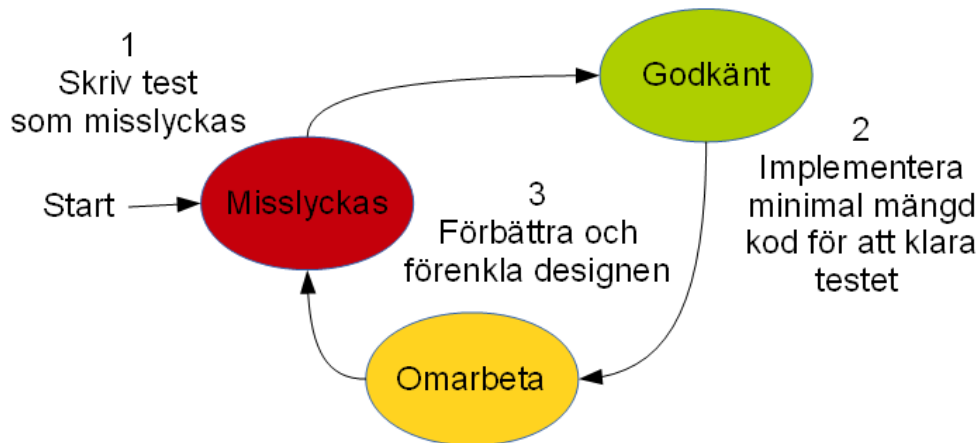 1
Skriv test
som misslyckas
Start
Misslyckas
Godkänt
2
Implementera
minimal mängd
kod för att klara
testet
3
Förbättra och
förenkla designen
Omarbeta